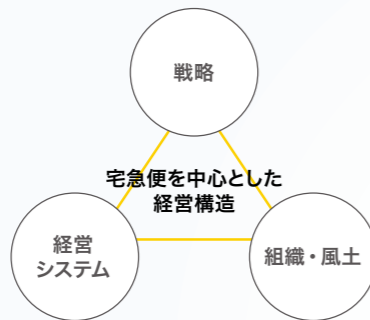 戦略
宅急便を中心とした
経営構造
経営
システム
組織・風土